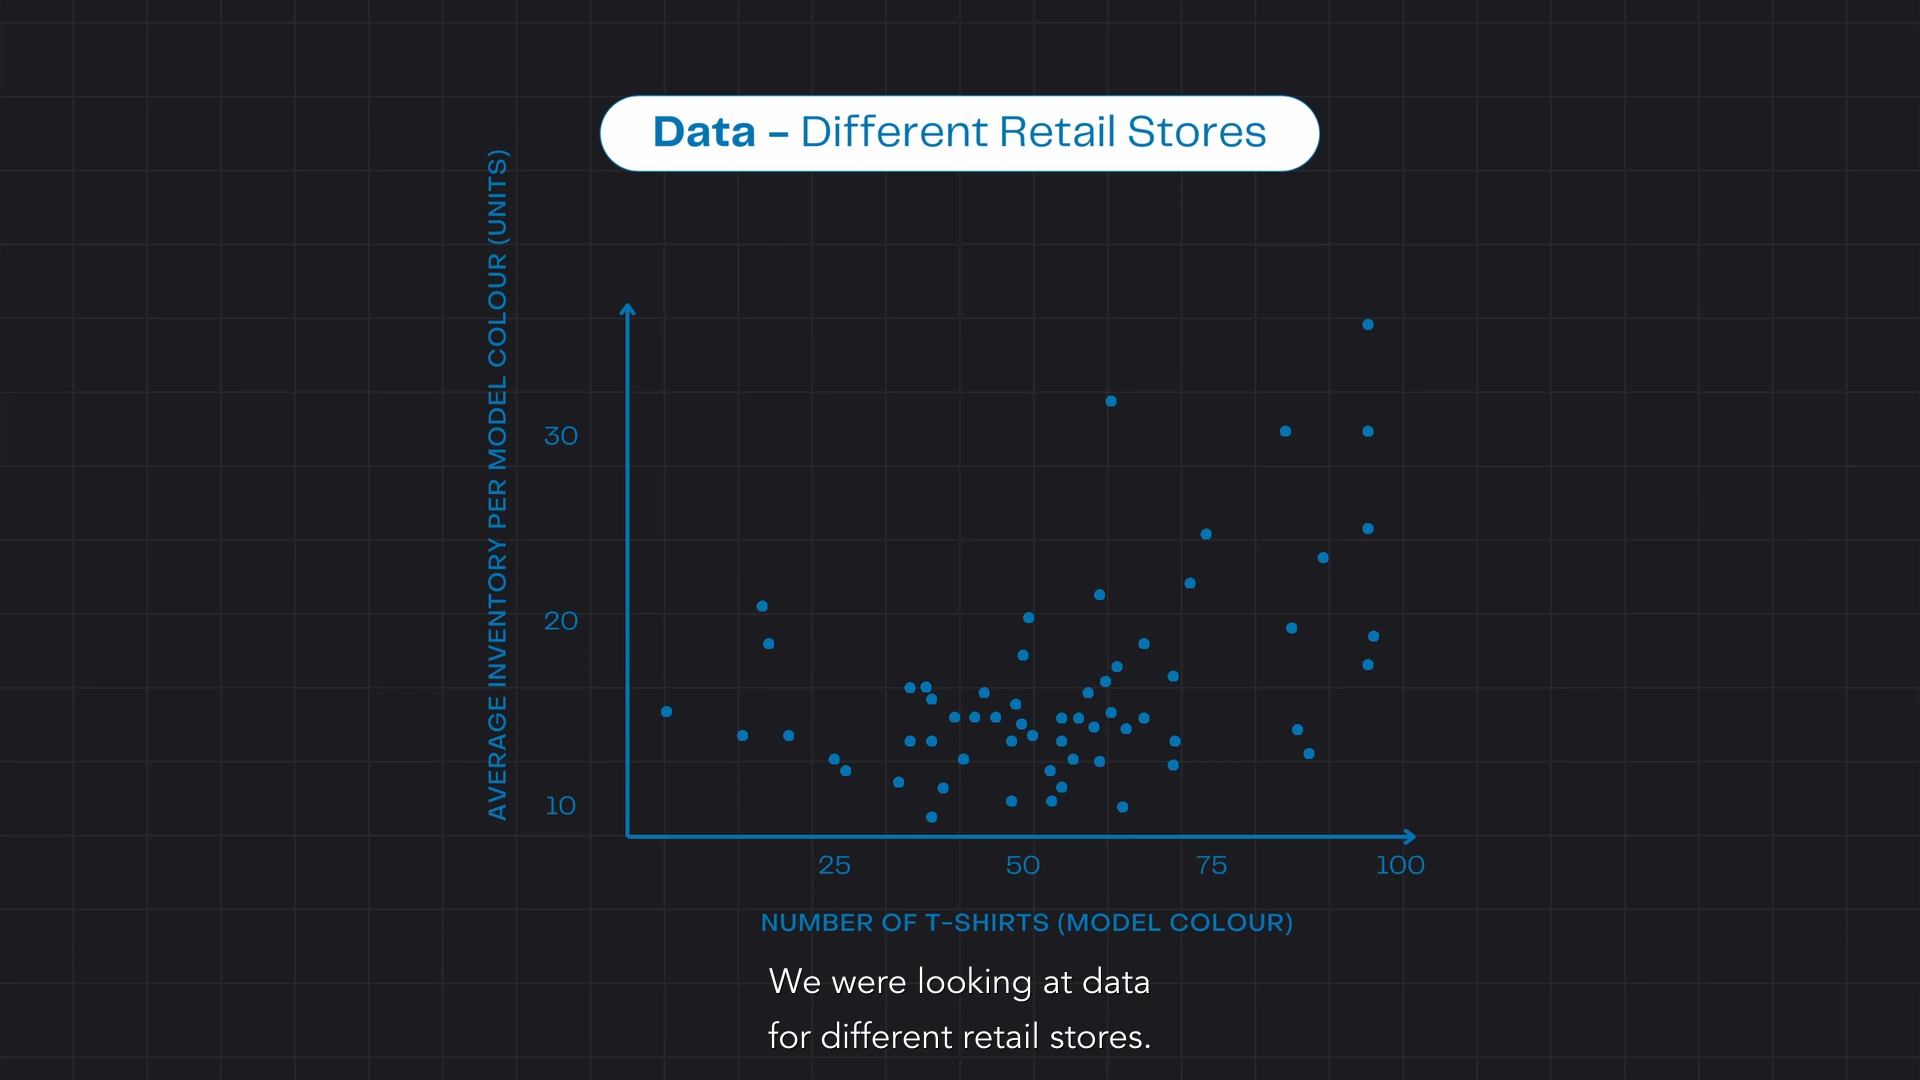 Data – Different Retail Stores
AVERAGE INVENTORY PER MODEL COLOUR (UNITS)
30
20
10
25 50 75 100
NUMBER OF T-SHIRTS (MODEL COLOUR)
We were looking at data
for different retail stores.